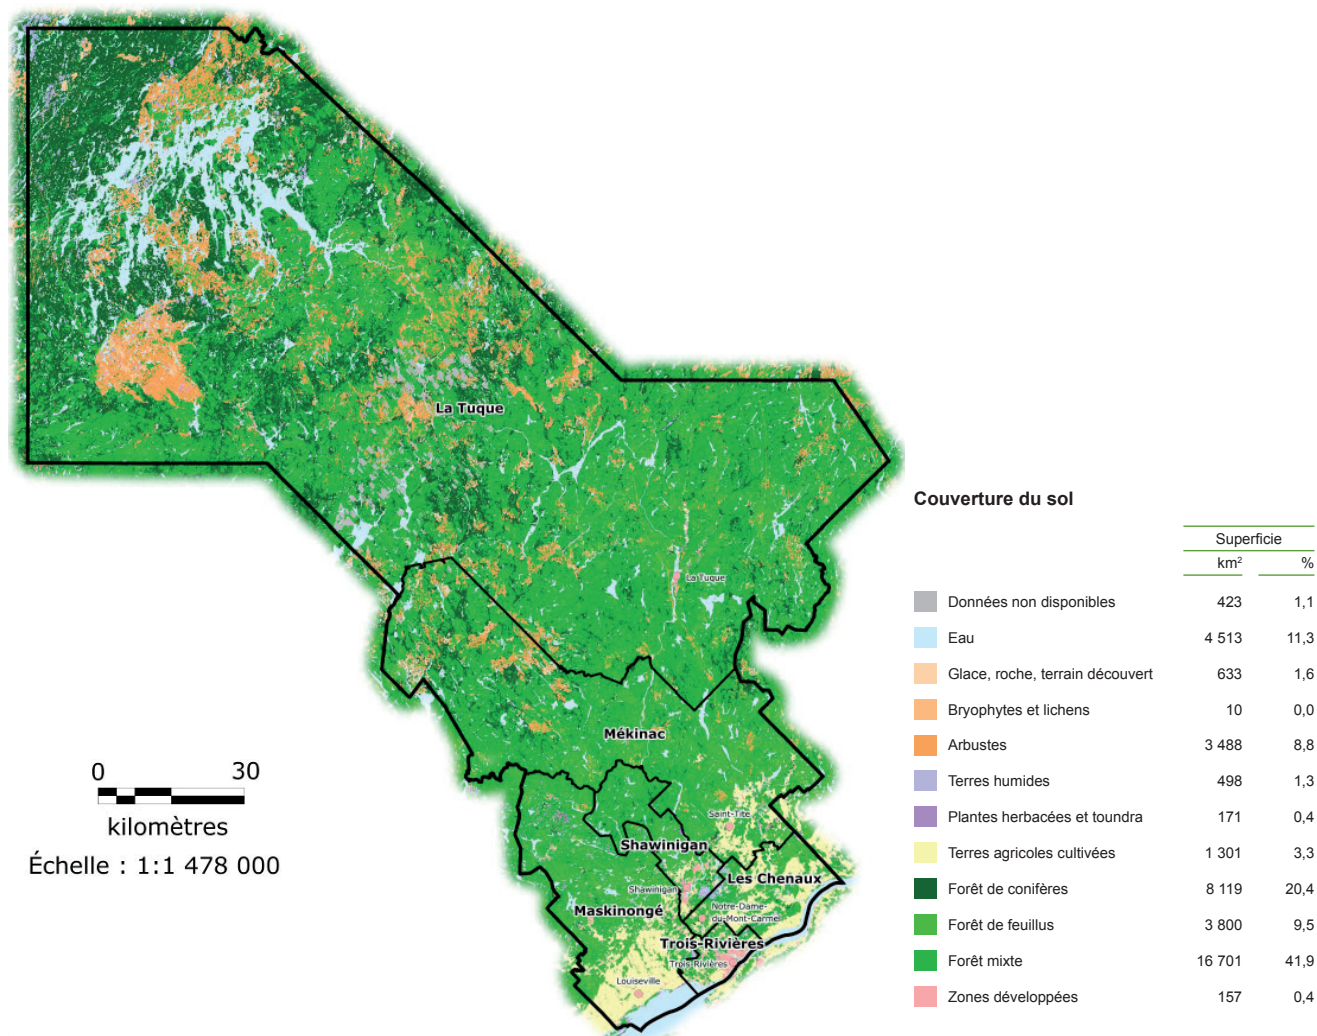 La Tuque
La Tuque
Mékinac
Saint-Tite
Shawinigan
Shawinigan
Les Chenaux
Notre-Dame-
du-Mont-Carmel
Maskinongé
Trois-Rivières
Trois-Rivières
Louiseville
0 30
kilomètres
Échelle : 1:1 478 000
Couverture du sol
Superficie
km² %
Données non disponibles 423 1,1
Eau 4 513 11,3
Glace, roche, terrain découvert 633 1,6
Bryophytes et lichens 10 0,0
Arbustes 3 488 8,8
Terres humides 498 1,3
Plantes herbacées et toundra 171 0,4
Terres agricoles cultivées 1 301 3,3
Forêt de conifères 8 119 20,4
Forêt de feuillus 3 800 9,5
Forêt mixte 16 701 41,9
Zones développées 157 0,4